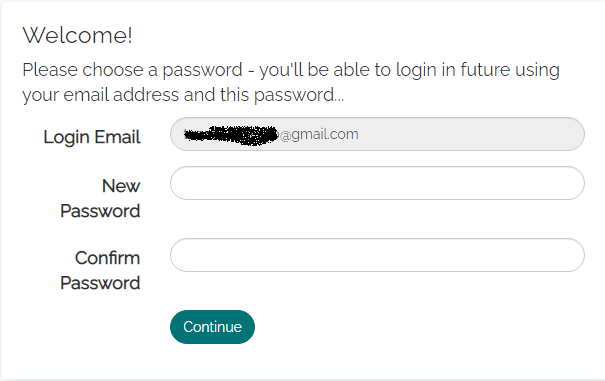 Welcome!
Please choose a password - you'll be able to login in future using
your email address and this password...
Login Email
@gmail.com
New
Password
Confirm
Password
Continue